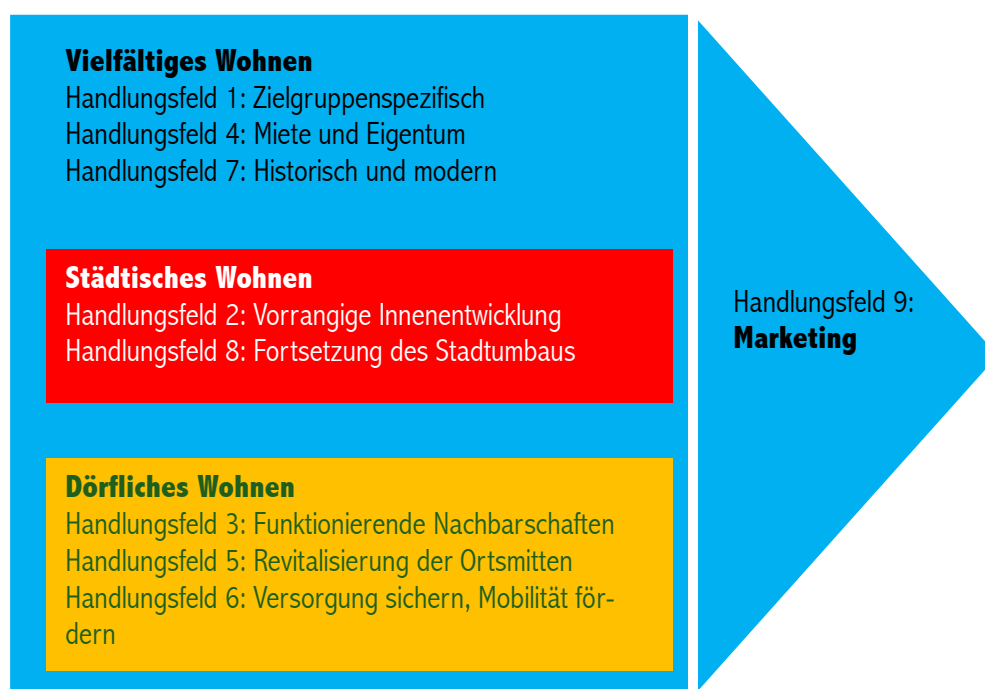 Vielfältiges Wohnen
Handlungsfeld 1: Zielgruppenspezifisch
Handlungsfeld 4: Miete und Eigentum
Handlungsfeld 7: Historisch und modern
Städtisches Wohnen
Handlungsfeld 2: Vorrangige Innenentwicklung
Handlungsfeld 8: Fortsetzung des Stadtumbaus
Dörfliches Wohnen
Handlungsfeld 3: Funktionierende Nachbarschaften
Handlungsfeld 5: Revitalisierung der Ortsmitten
Handlungsfeld 6: Versorgung sichern, Mobilität för-
dern
Handlungsfeld 9:
Marketing